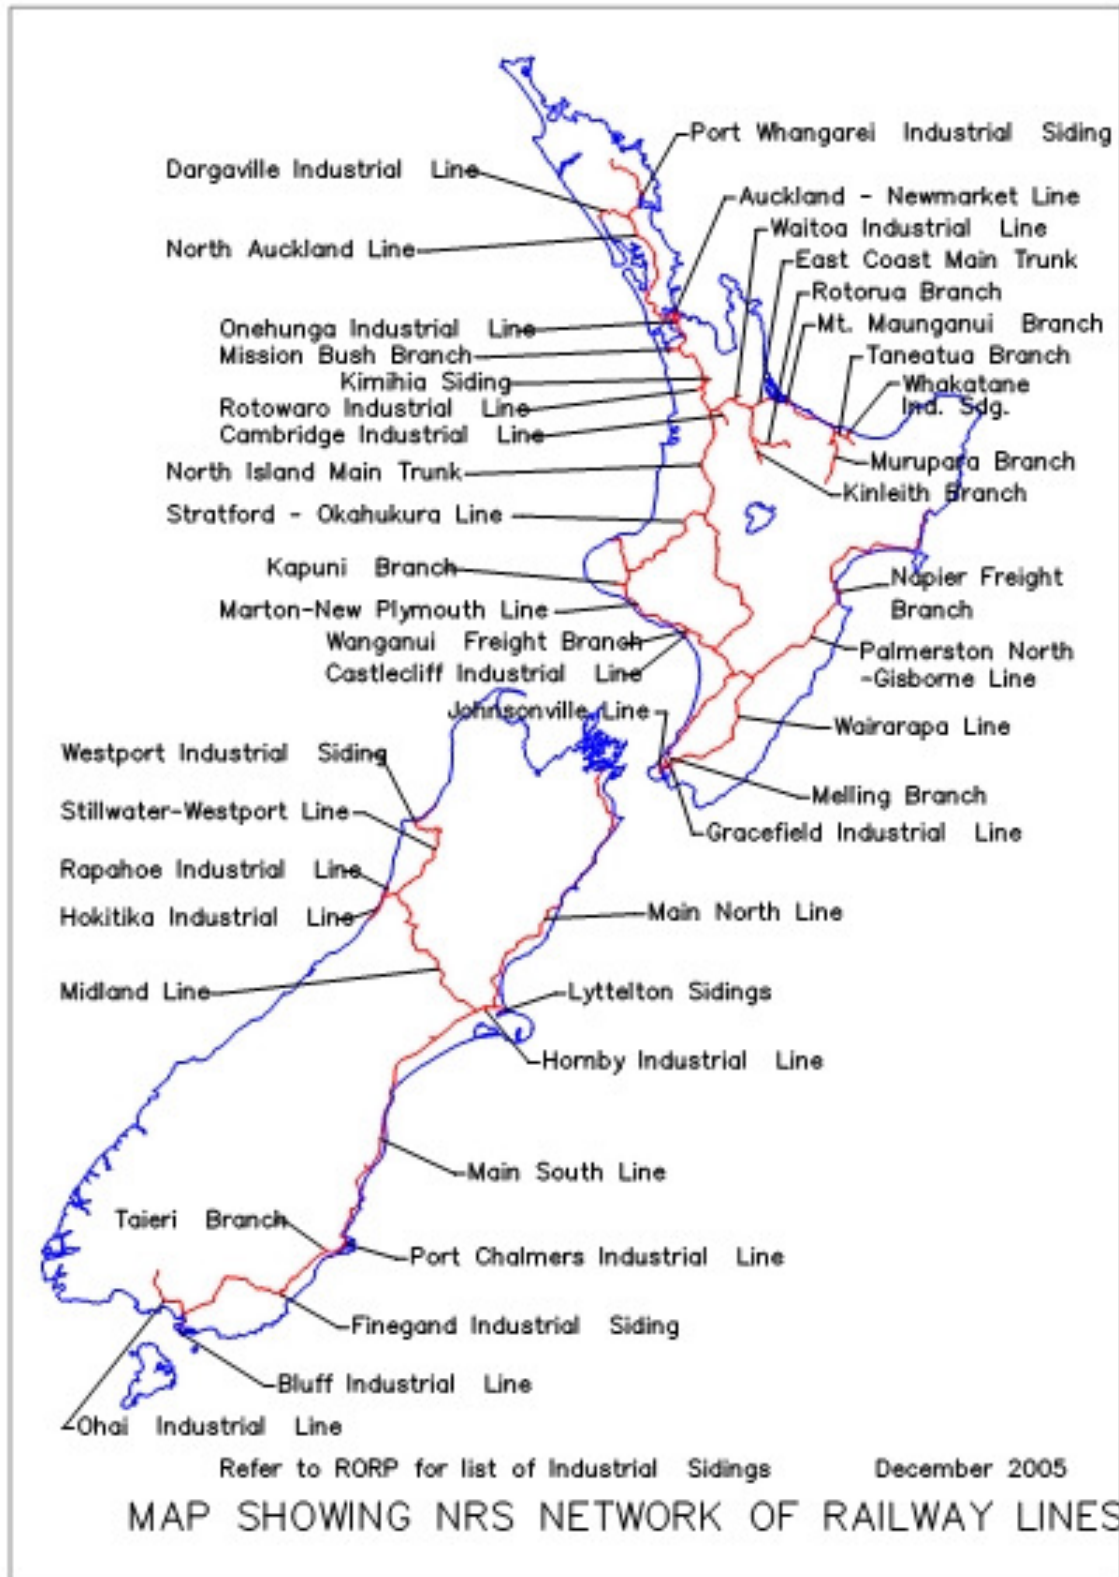 Port Whangarei Industrial Siding
Dargaville Industrial Line
Auckland - Newmarket Line
Waitoa Industrial Line
North Auckland Line
East Coast Main Trunk
Rotorua Branch
Onehunga Industrial Line
Mt. Maunganui Branch
Mission Bush Branch
Taneatua Branch
Kimihia Siding
Whakatane
Ind. Sdg.
Rotowaro Industrial Line
Cambridge Industrial Line
North Island Main Trunk
Murupara Branch
Kinleith Branch
Stratford - Okahukura Line
Kapuni Branch
Napier Freight
Branch
Marton-New Plymouth Line
Wanganui Freight Branch
Palmerston North
-Gisborne Line
Castlecliff Industrial Line
Johnsonville Line
Wairarapa Line
Westport Industrial Siding
Melling Branch
Stillwater-Westport Line
Gracefield Industrial Line
Rapahoe Industrial Line
Hokitika Industrial Line
Main North Line
Midland Line
Lyttelton Sidings
Hornby Industrial Line
Main South Line
Taieri Branch
Port Chalmers Industrial Line
Finegand Industrial Siding
Bluff Industrial Line
Ohai Industrial Line
Refer to RORP for list of Industrial Sidings December 2005
MAP SHOWING NRS NETWORK OF RAILWAY LINES